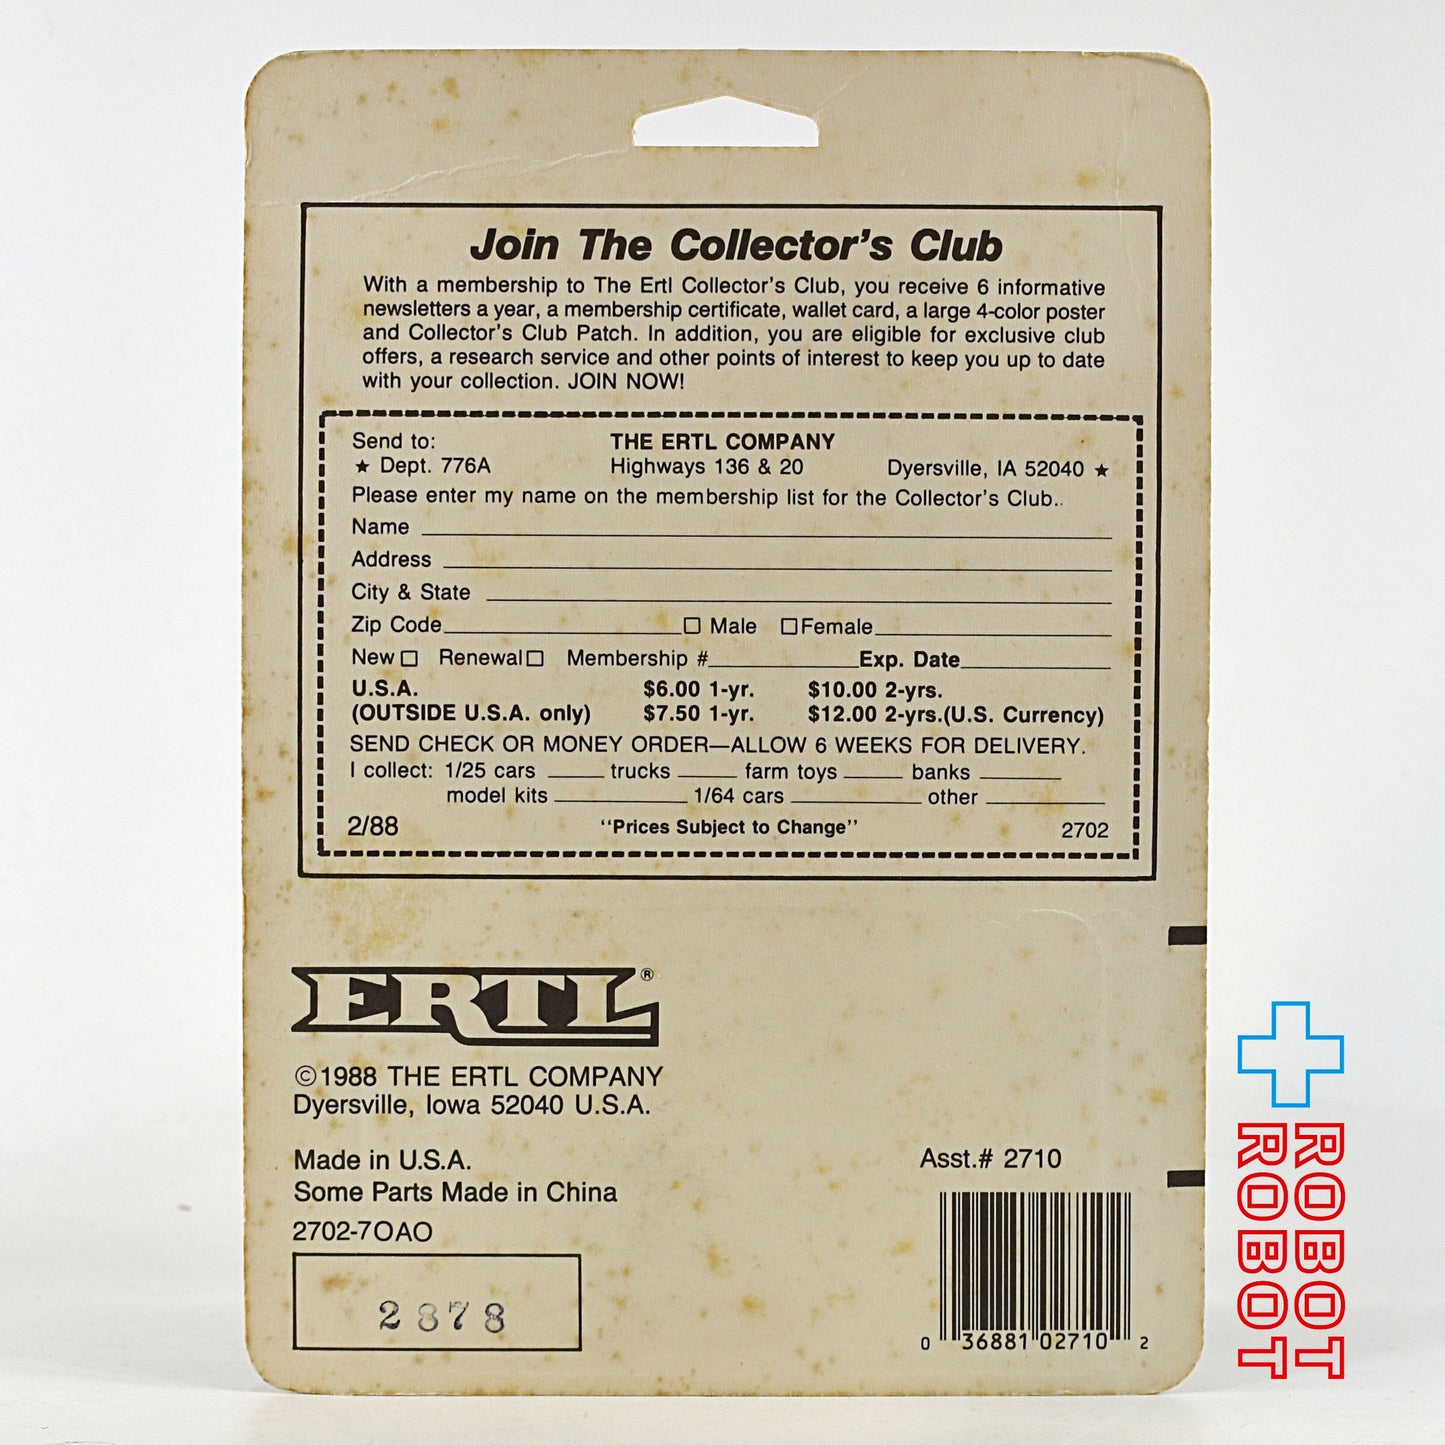 Join The Collector's Club
With a membership to The Ertl Collector's Club, you receive 6 informative
newsletters a year, a membership certificate, wallet card, a large 4-color poster
and Collector's Club Patch. In addition, you are eligible for exclusive club
offers, a research service and other points of interest to keep you up to date
with your collection. JOIN NOW!
Send to: THE ERTL COMPANY
★ Dept. 776A Highways 136 & 20 Dyersville, IA 52040 ★
Please enter my name on the membership list for the Collector's Club..
Name
Address
City & State
Zip Code □ Male □ Female
New □ Renewal □ Membership # Exp. Date
U.S.A. $6.00 1-yr. $10.00 2-yrs.
(OUTSIDE U.S.A. only) $7.50 1-yr. $12.00 2-yrs.(U.S. Currency)
SEND CHECK OR MONEY ORDER—ALLOW 6 WEEKS FOR DELIVERY.
I collect: 1/25 cars trucks farm toys banks
model kits 1/64 cars other
2/88 ''Prices Subject to Change'' 2702
ERTL®
©1988 THE ERTL COMPANY
Dyersville, Iowa 52040 U.S.A.
Made in U.S.A.
Some Parts Made in China
2702-7OAO
2878
Asst.# 2710
0 36881 02710 2
ROBOT
ROBOT